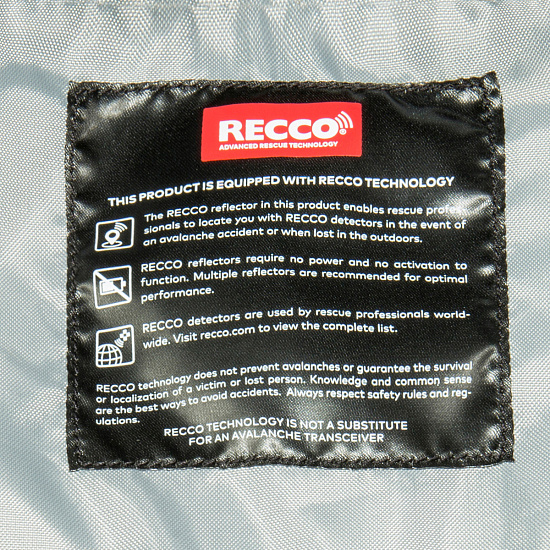 RECCO®
ADVANCED RESCUE TECHNOLOGY
THIS PRODUCT IS EQUIPPED WITH RECCO TECHNOLOGY
The RECCO reflector in this product enables rescue profes-
sionals to locate you with RECCO detectors in the event of
an avalanche accident or when lost in the outdoors.
RECCO reflectors require no power and no activation to
function. Multiple reflectors are recommended for optimal
performance.
RECCO detectors are used by rescue professionals world-
wide. Visit recco.com to view the complete list.
RECCO technology does not prevent avalanches or guarantee the survival
or localization of a victim or lost person. Knowledge and common sense
are the best ways to avoid accidents. Always respect safety rules and reg-
ulations.
RECCO TECHNOLOGY IS NOT A SUBSTITUTE
FOR AN AVALANCHE TRANSCEIVER